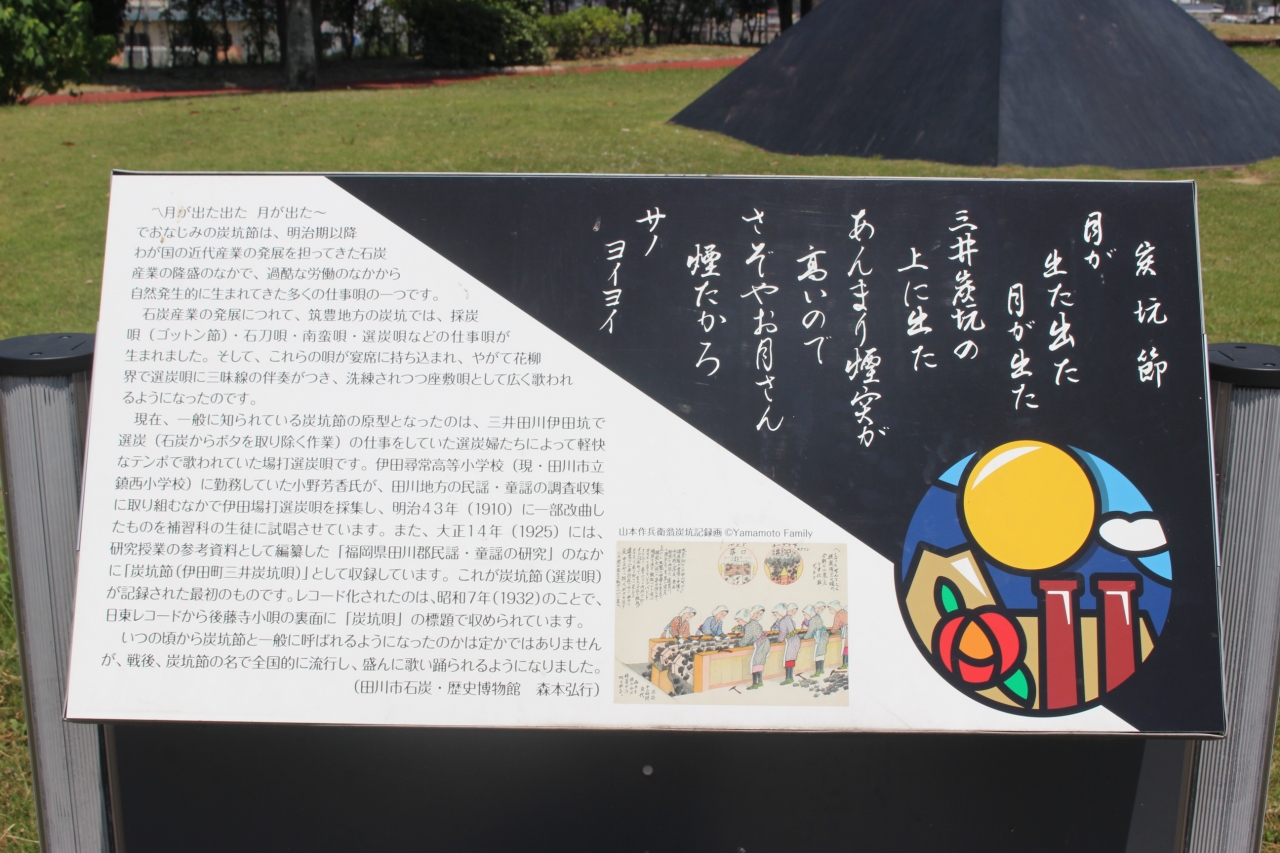 炭坑節
月が
出た出た
月が出た
三井炭坑の
上に出た
あんまり煙突が
高いので
さぞやお月さん
煙たかろ
サノ
ヨイヨイ
〽月が出た出た 月が出た～
でおなじみの炭坑節は、明治期以降
わが国の近代産業の発展を担ってきた石炭
産業の隆盛のなかで、過酷な労働のなかから
自然発生的に生まれてきた多くの仕事唄の一つです。
石炭産業の発展につれて、筑豊地方の炭坑では、採炭
唄（ゴットン節）・石刀唄・南蛮唄・選炭唄などの仕事唄が
生まれました。そして、これらの唄が宴席に持ち込まれ、やがて花柳
界で選炭唄に三味線の伴奏がつき、洗練されつつ座敷唄として広く歌われ
るようになったのです。
現在、一般に知られている炭坑節の原型となったのは、三井田川伊田坑で
選炭（石炭からボタを取り除く作業）の仕事をしていた選炭婦たちによって軽快
なテンポで歌われていた場打選炭唄です。伊田尋常高等小学校（現・田川市立
鎮西小学校）に勤務していた小野芳香氏が、田川地方の民謡・童謡の調査収集
に取り組むなかで伊田場打選炭唄を採集し、明治43年（1910）に一部改曲し
たものを補習科の生徒に試唱させています。また、大正14年（1925）には、
研究授業の参考資料として編纂した「福岡県田川郡民謡・童謡の研究」のなか
に「炭坑節（伊田町三井炭坑唄）」として収録しています。これが炭坑節（選炭唄）
が記録された最初のものです。レコード化されたのは、昭和7年（1932）のことで、
日東レコードから後藤寺小唄の裏面に「炭坑唄」の標題で収められています。
いつの頃から炭坑節と一般に呼ばれるようになったのかは定かではありません
が、戦後、炭坑節の名で全国的に流行し、盛んに歌い踊られるようになりました。
（田川市石炭・歴史博物館 森本弘行）
山本作兵衛翁炭坑記録画 ©Yamamoto Family